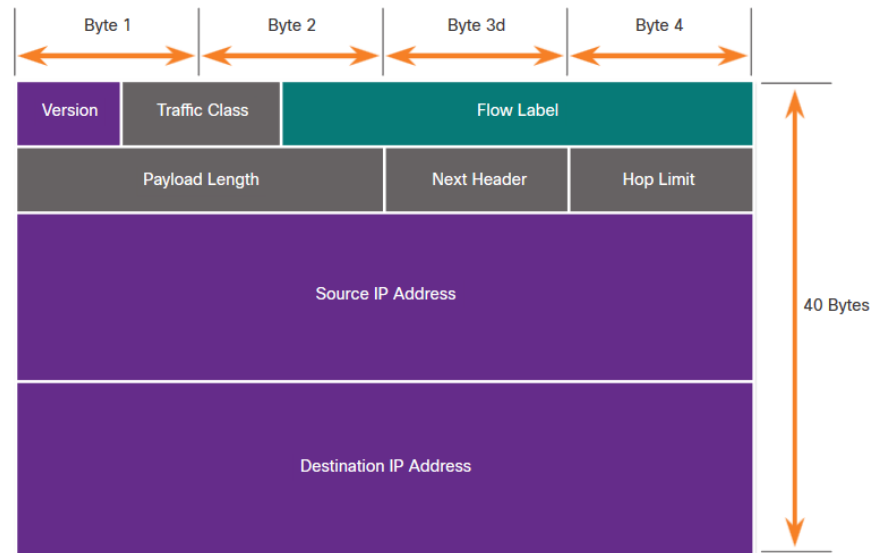 Byte 1 Byte 2 Byte 3d Byte 4
Version Traffic Class Flow Label
Payload Length Next Header Hop Limit
Source IP Address
40 Bytes
Destination IP Address